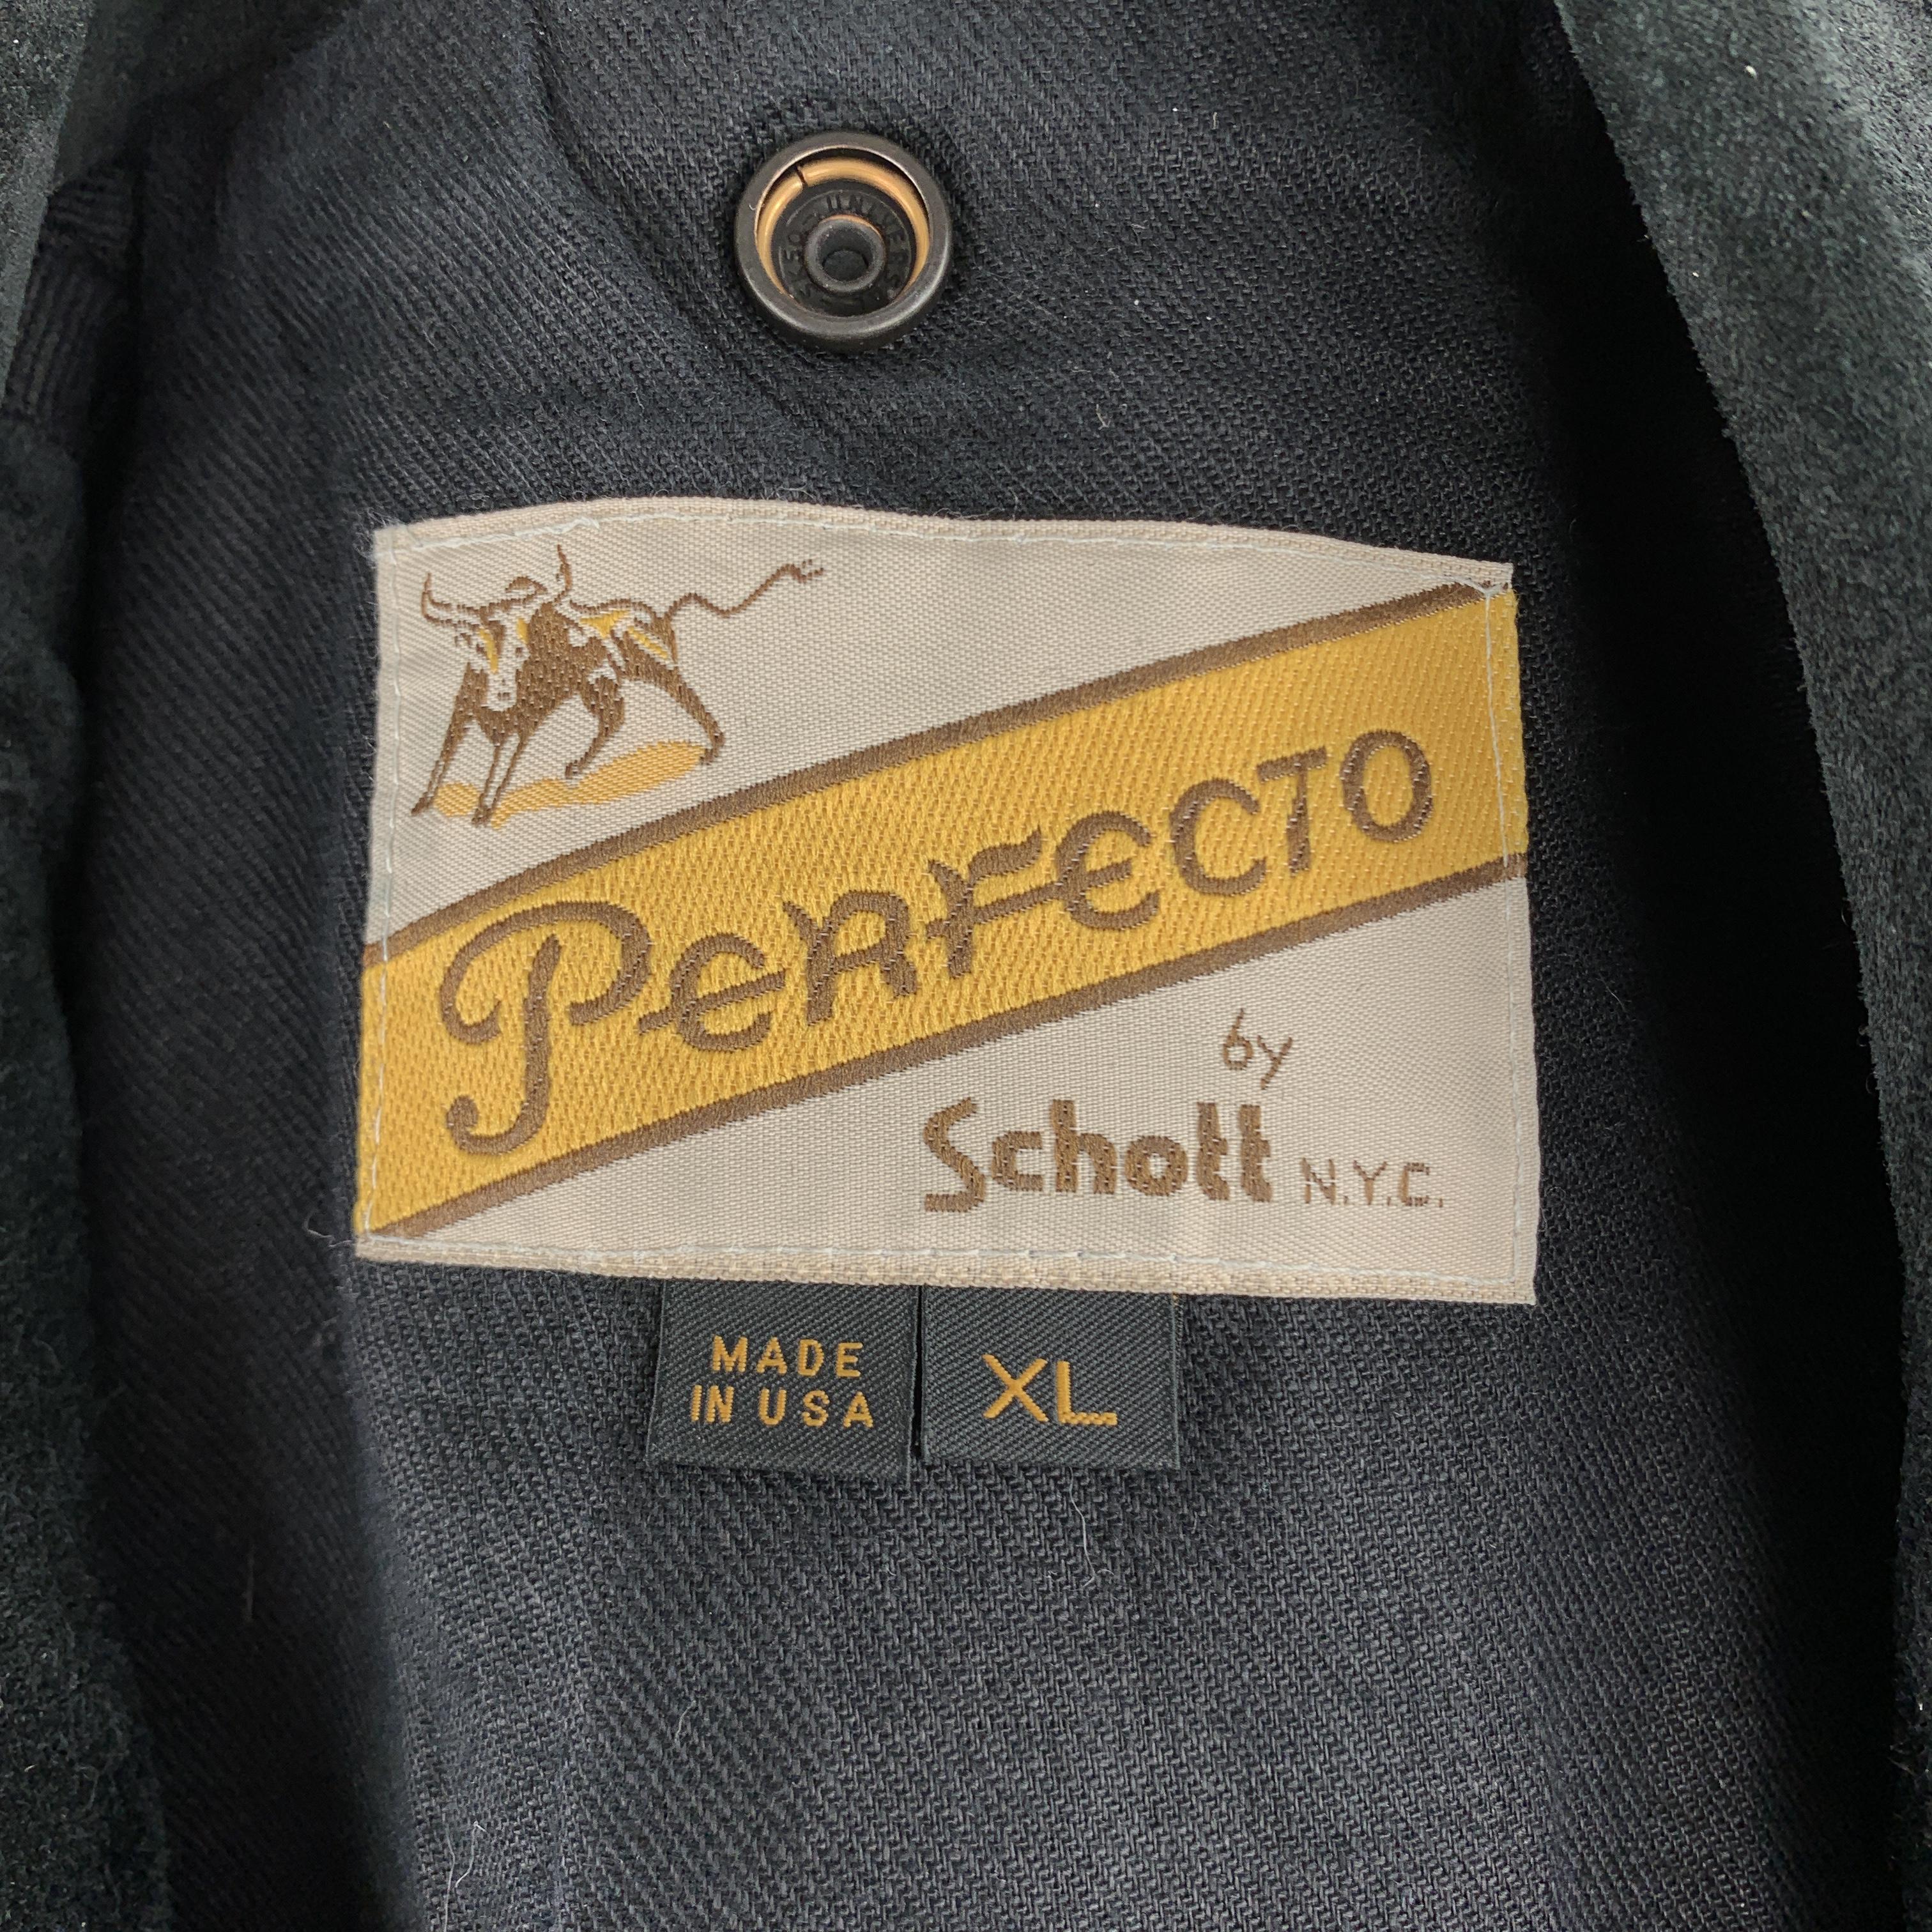 PERFECTO
by
Schott N.Y.C.
MADE
IN USA
XL